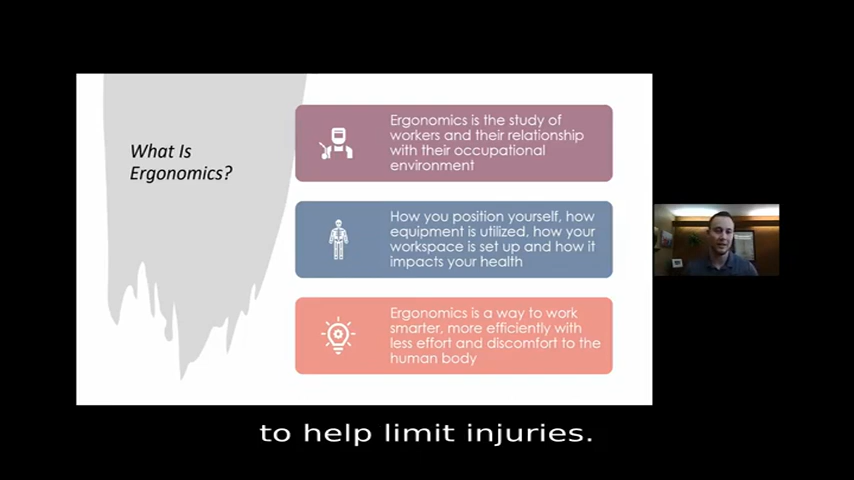 What Is
Ergonomics?
Ergonomics is the study of
workers and their relationship
with their occupational
environment
How you position yourself, how
equipment is utilized, how your
workspace is set up and how it
impacts your health
Ergonomics is a way to work
smarter, more efficiently with
less effort and discomfort to the
human body
to help limit injuries.